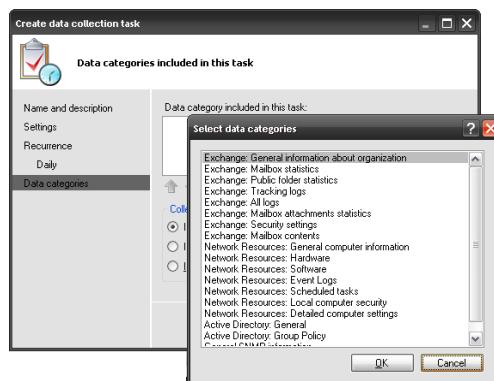 Create data collection task
Data categories included in this task
Name and description
Settings
Recurrence
Daily
Data categories
Data category included in this task:
Select data categories
Exchange: General information about organization
Exchange: Mailbox statistics
Exchange: Public folder statistics
Exchange: Tracking logs
Exchange: All logs
Exchange: Mailbox attachments statistics
Exchange: Security settings
Exchange: Mailbox contents
Network Resources: General computer information
Network Resources: Hardware
Network Resources: Software
Network Resources: Event Logs
Network Resources: Scheduled tasks
Network Resources: Local computer security
Network Resources: Detailed computer settings
Active Directory: General
Active Directory: Group Policy
General SNMP information
OK
Cancel